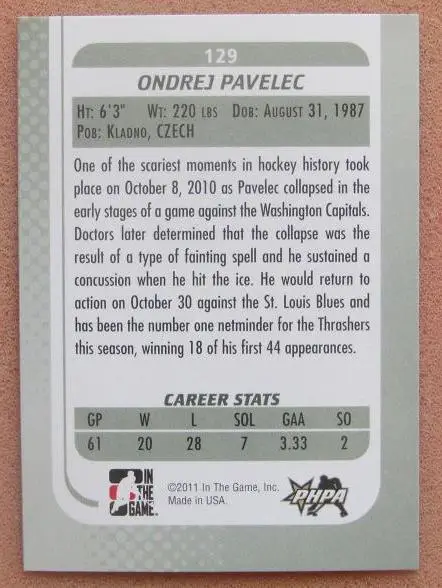 129
ONDREJ PAVELEC
HT: 6'3" WT: 220 LBS DOB: AUGUST 31, 1987
POB: KLADNO, CZECH
One of the scariest moments in hockey history took
place on October 8, 2010 as Pavelec collapsed in the
early stages of a game against the Washington Capitals.
Doctors later determined that the collapse was the
result of a type of fainting spell and he sustained a
concussion when he hit the ice. He would return to
action on October 30 against the St. Louis Blues and
has been the number one netminder for the Thrashers
this season, winning 18 of his first 44 appearances.
CAREER STATS
GP W L SOL GAA SO
61 20 28 7 3.33 2
IN
THE
GAME
©2011 In The Game, Inc.
Made in USA.
PHPA